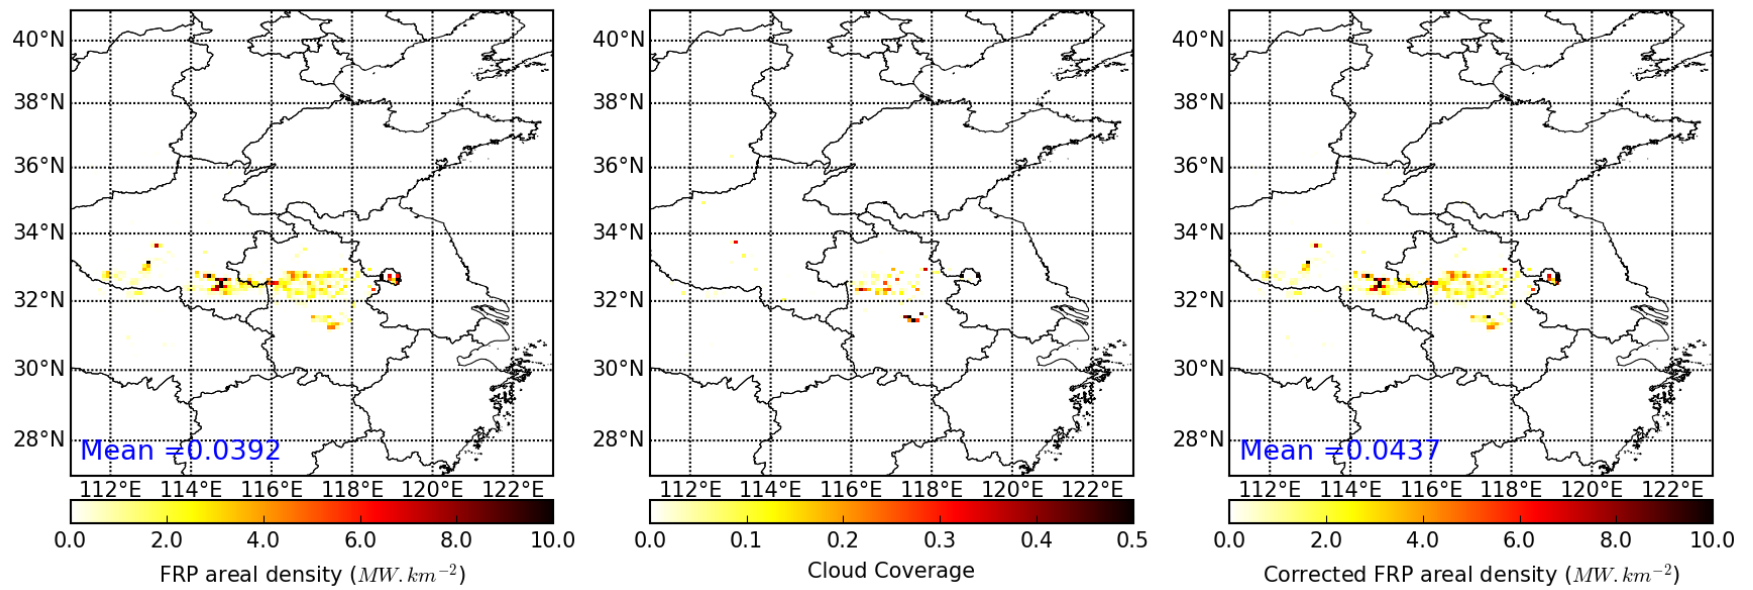 40°N
38°N
36°N
34°N
32°N
30°N
28°N
Mean =0.0392
112°E 114°E 116°E 118°E 120°E 122°E
0.0 2.0 4.0 6.0 8.0 10.0
FRP areal density (MW.km⁻²)
40°N
38°N
36°N
34°N
32°N
30°N
28°N
112°E 114°E 116°E 118°E 120°E 122°E
0.0 0.1 0.2 0.3 0.4 0.5
Cloud Coverage
40°N
38°N
36°N
34°N
32°N
30°N
28°N
Mean =0.0437
112°E 114°E 116°E 118°E 120°E 122°E
0.0 2.0 4.0 6.0 8.0 10.0
Corrected FRP areal density (MW.km⁻²)